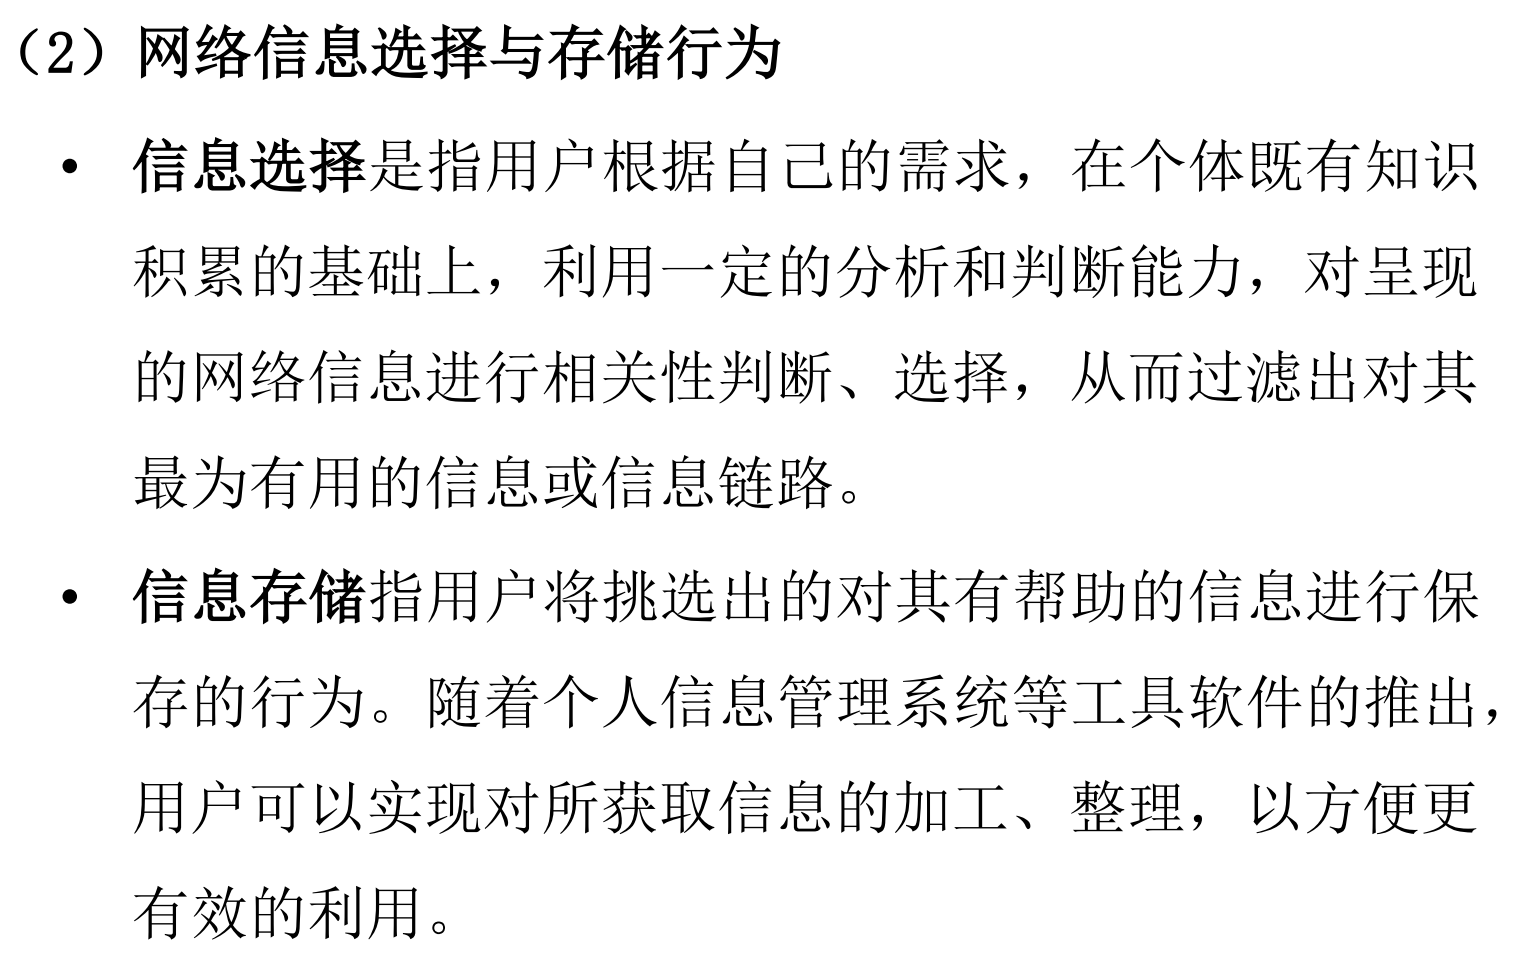 （2）网络信息选择与存储行为
• 信息选择是指用户根据自己的需求，在个体既有知识
积累的基础上，利用一定的分析和判断能力，对呈现
的网络信息进行相关性判断、选择，从而过滤出对其
最为有用的信息或信息链路。
• 信息存储指用户将挑选出的对其有帮助的信息进行保
存的行为。随着个人信息管理系统等工具软件的推出，
用户可以实现对所获取信息的加工、整理，以方便更
有效的利用。